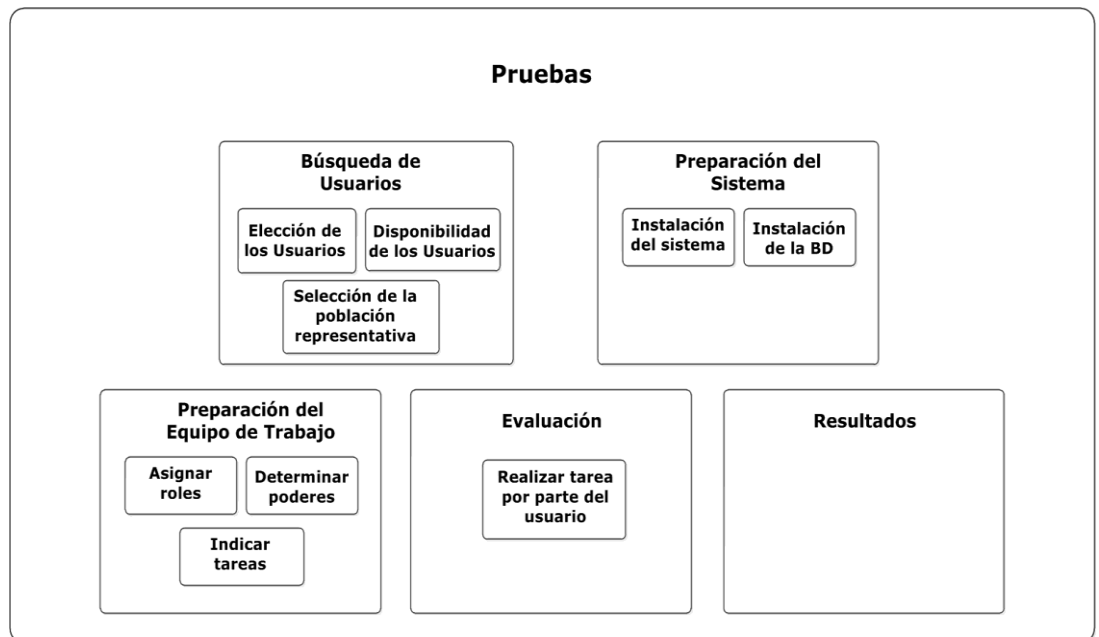 Pruebas
Búsqueda de
Usuarios
Elección de
los Usuarios
Disponibilidad
de los Usuarios
Selección de la
población
representativa
Preparación del
Sistema
Instalación
del sistema
Instalación
de la BD
Preparación del
Equipo de Trabajo
Asignar
roles
Determinar
poderes
Indicar
tareas
Evaluación
Realizar tarea
por parte del
usuario
Resultados